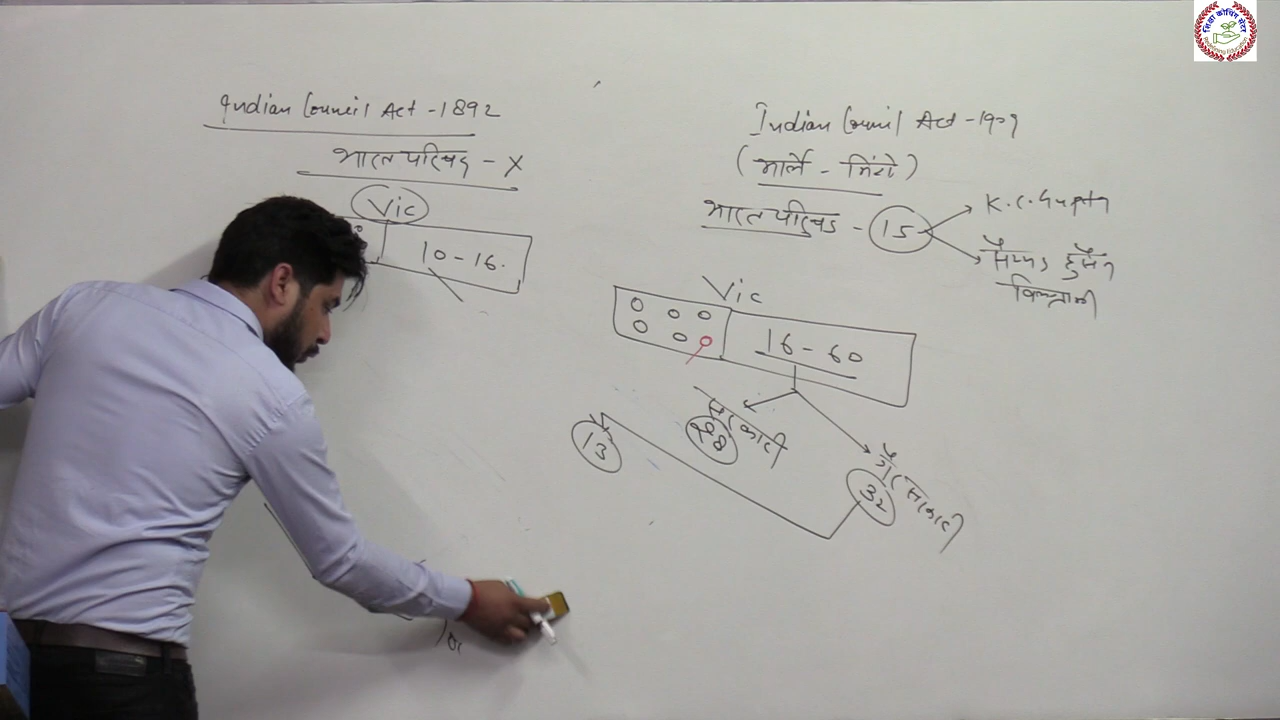 Indian Council Act - 1892
भारत परिषद - X
Vic
10 - 16.
Indian Council Act - 1909
(मार्ले - मिंटो)
भारत परिषद - 15
K.C. Gupta
सैय्यद हुसैन
Vic
16 - 60
सरकारी
28
गैर सरकारी
32
13